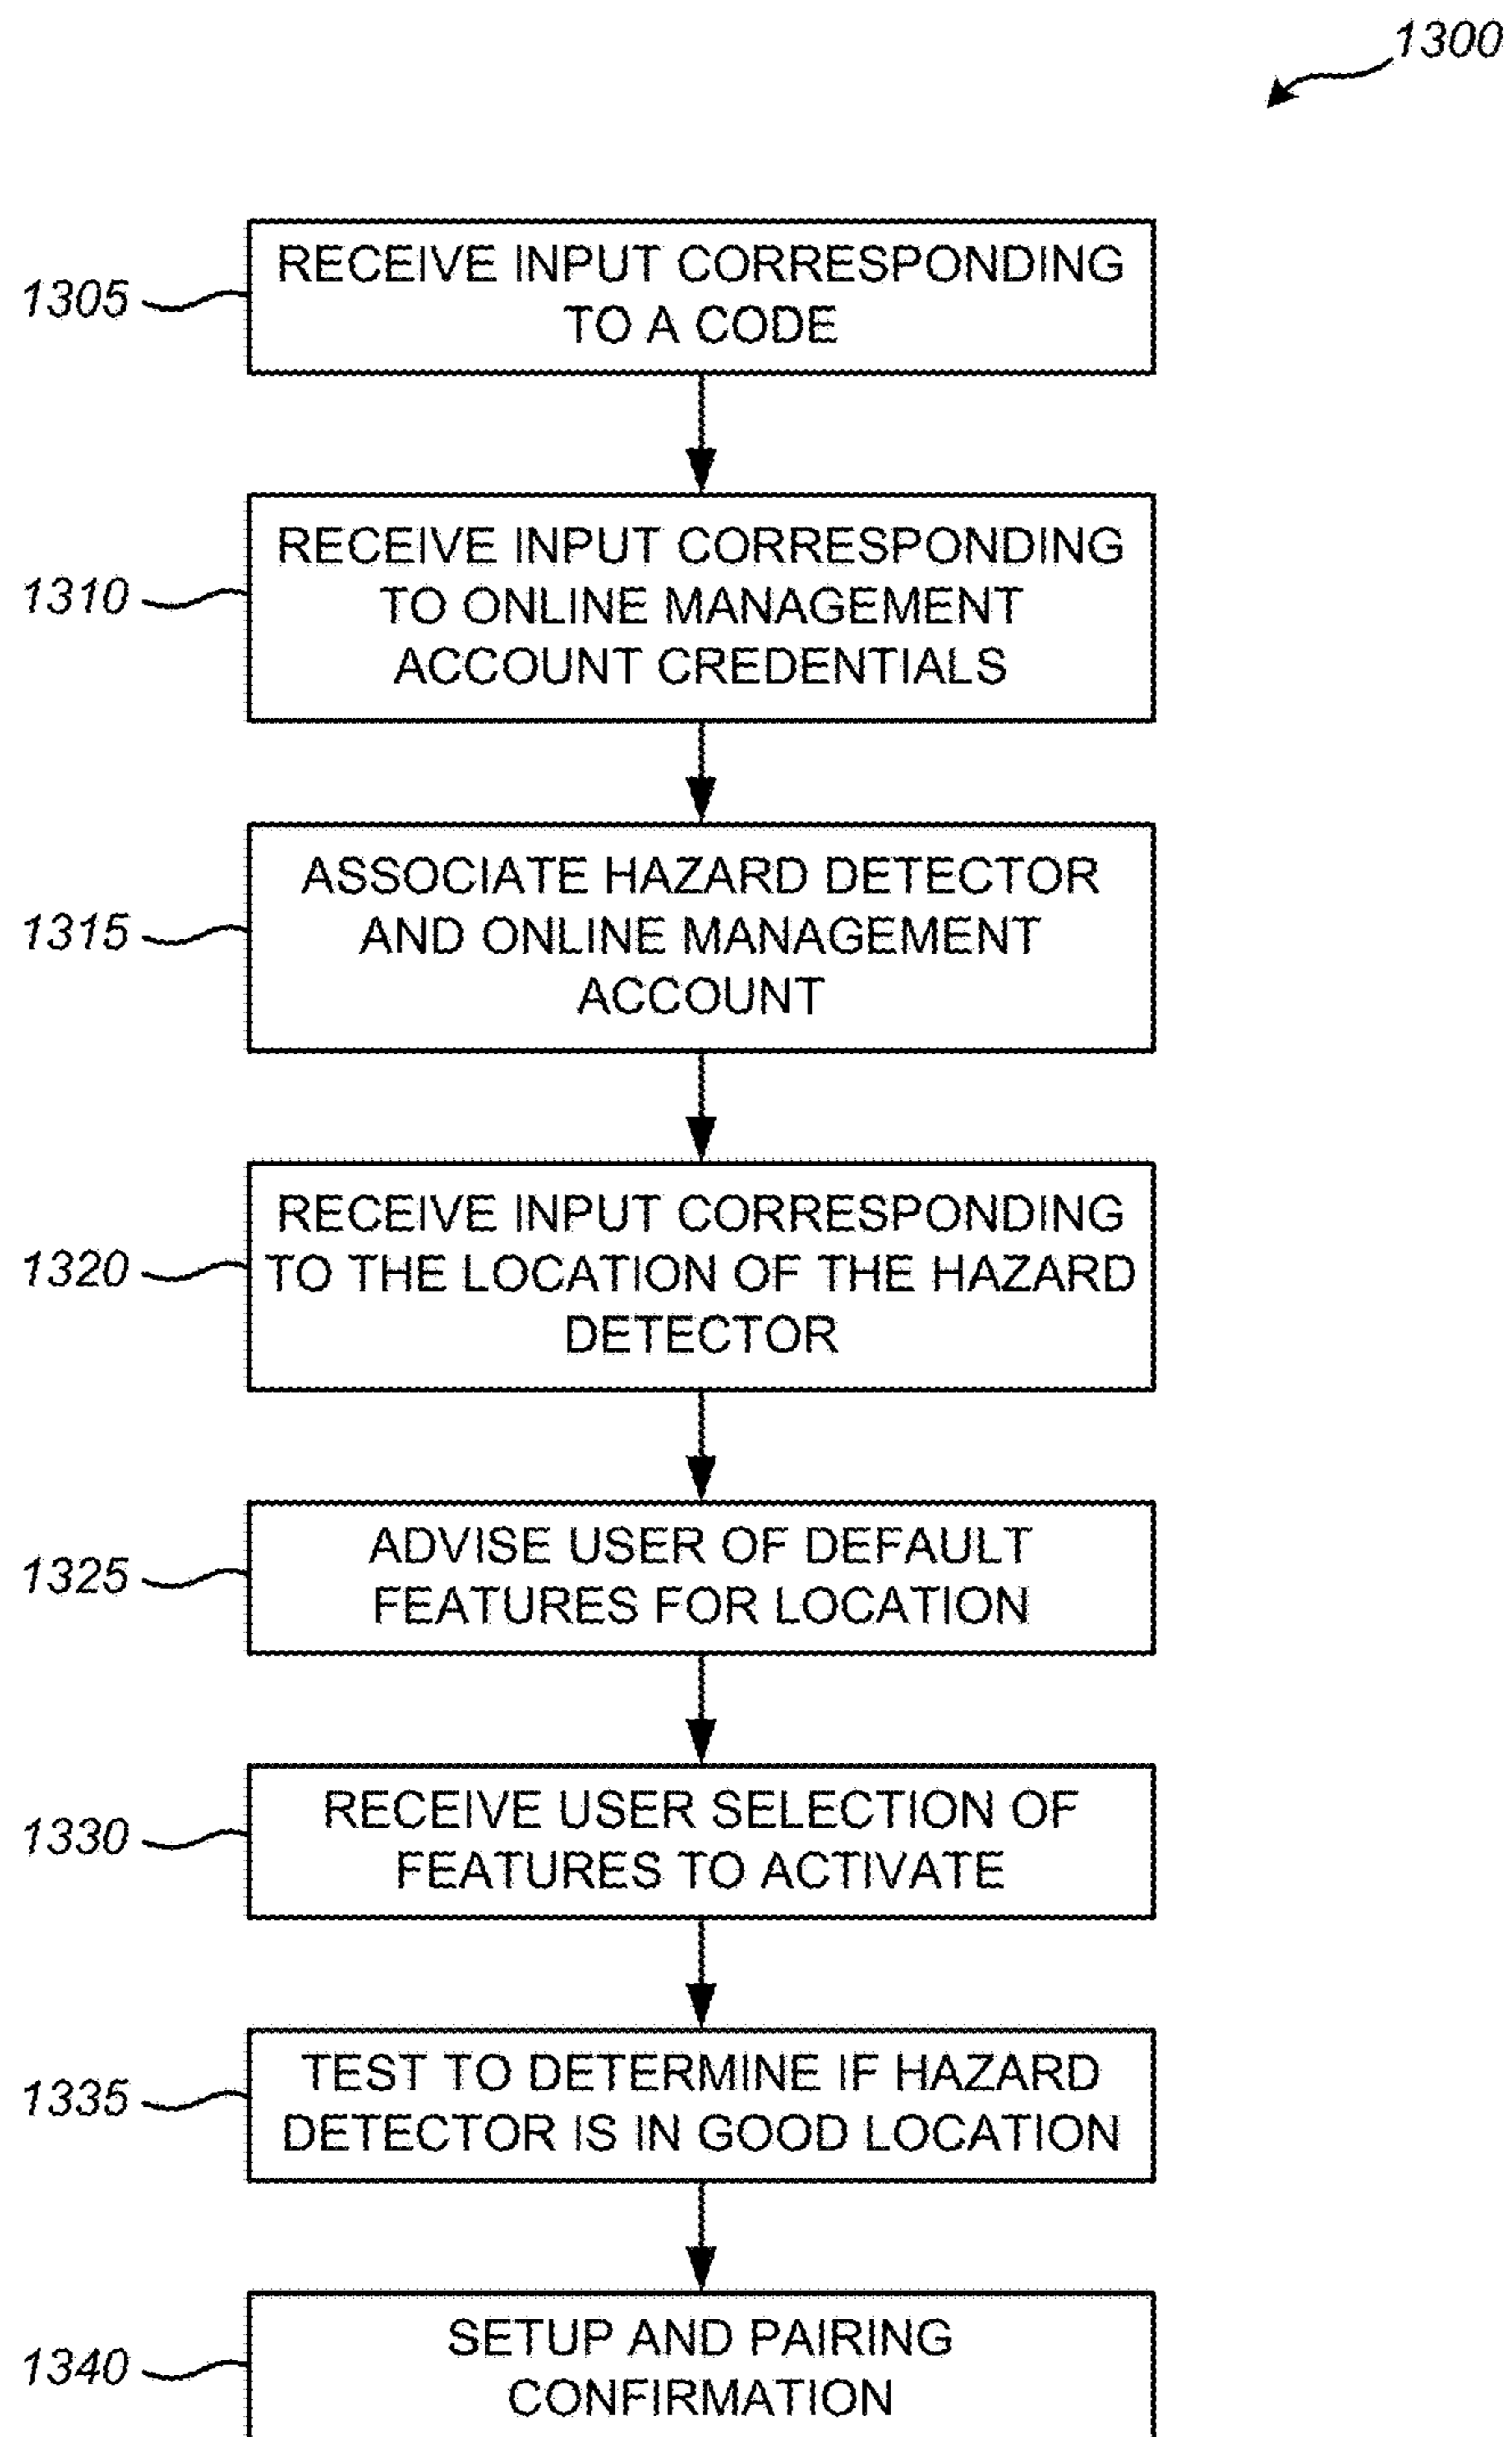 1300
1305
RECEIVE INPUT CORRESPONDING
TO A CODE
1310
RECEIVE INPUT CORRESPONDING
TO ONLINE MANAGEMENT
ACCOUNT CREDENTIALS
1315
ASSOCIATE HAZARD DETECTOR
AND ONLINE MANAGEMENT
ACCOUNT
1320
RECEIVE INPUT CORRESPONDING
TO THE LOCATION OF THE HAZARD
DETECTOR
1325
ADVISE USER OF DEFAULT
FEATURES FOR LOCATION
1330
RECEIVE USER SELECTION OF
FEATURES TO ACTIVATE
1335
TEST TO DETERMINE IF HAZARD
DETECTOR IS IN GOOD LOCATION
1340
SETUP AND PAIRING
CONFIRMATION